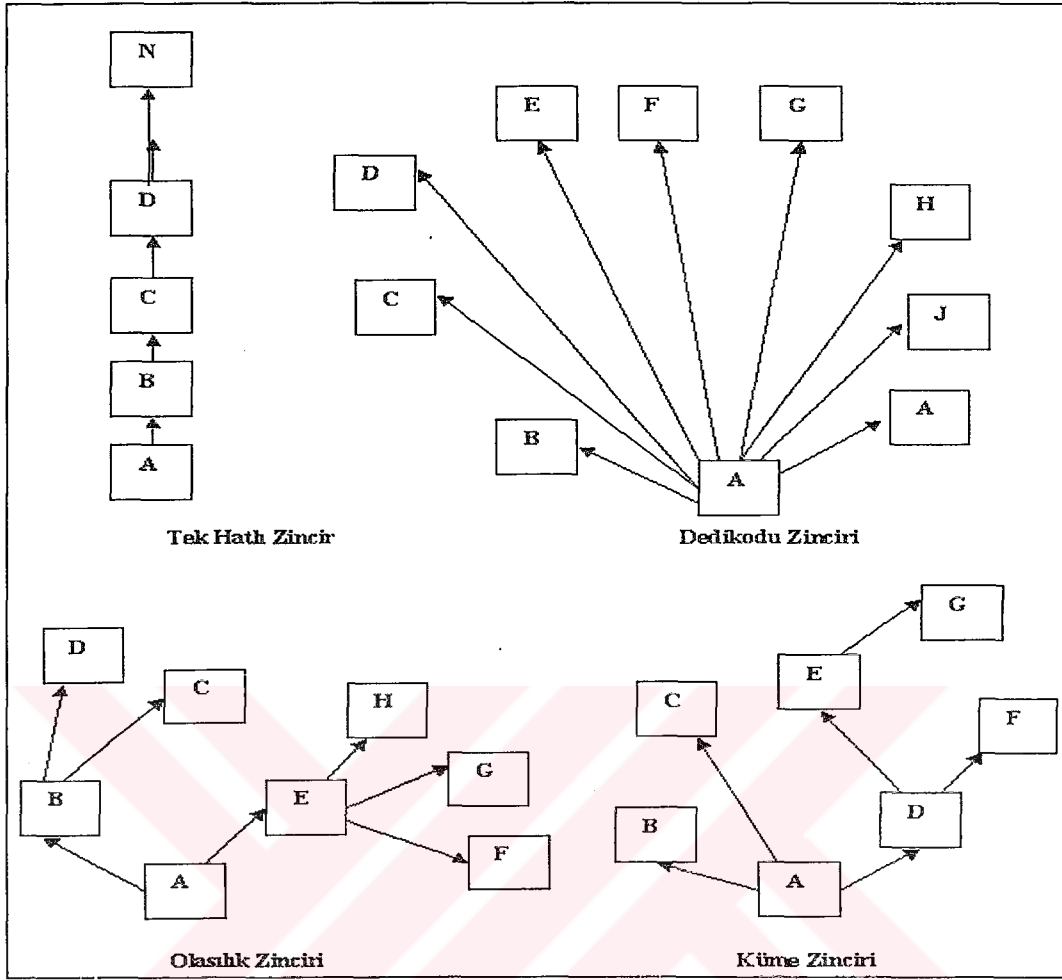 N
D
C
B
A
Tek Hatlı Zincir
E
F
G
D
H
C
J
A
B
A
Dedikodu Zinciri
D
C
H
B
E
G
A
F
Olasılık Zinciri
G
E
C
F
B
D
A
Küme Zinciri